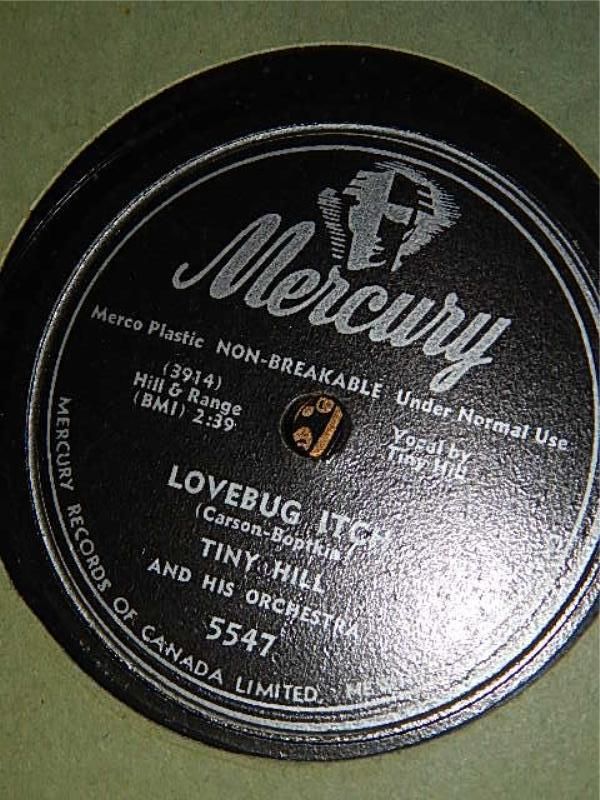 Mercury
Merco Plastic NON-BREAKABLE Under Normal Use
(3914)
Hill & Range
(BMI) 2:39
Vocal by
Tiny Hill
LOVEBUG ITCH
(Carson-Boptkin)
TINY HILL
AND HIS ORCHESTRA
5547
MERCURY RECORDS OF CANADA LIMITED,